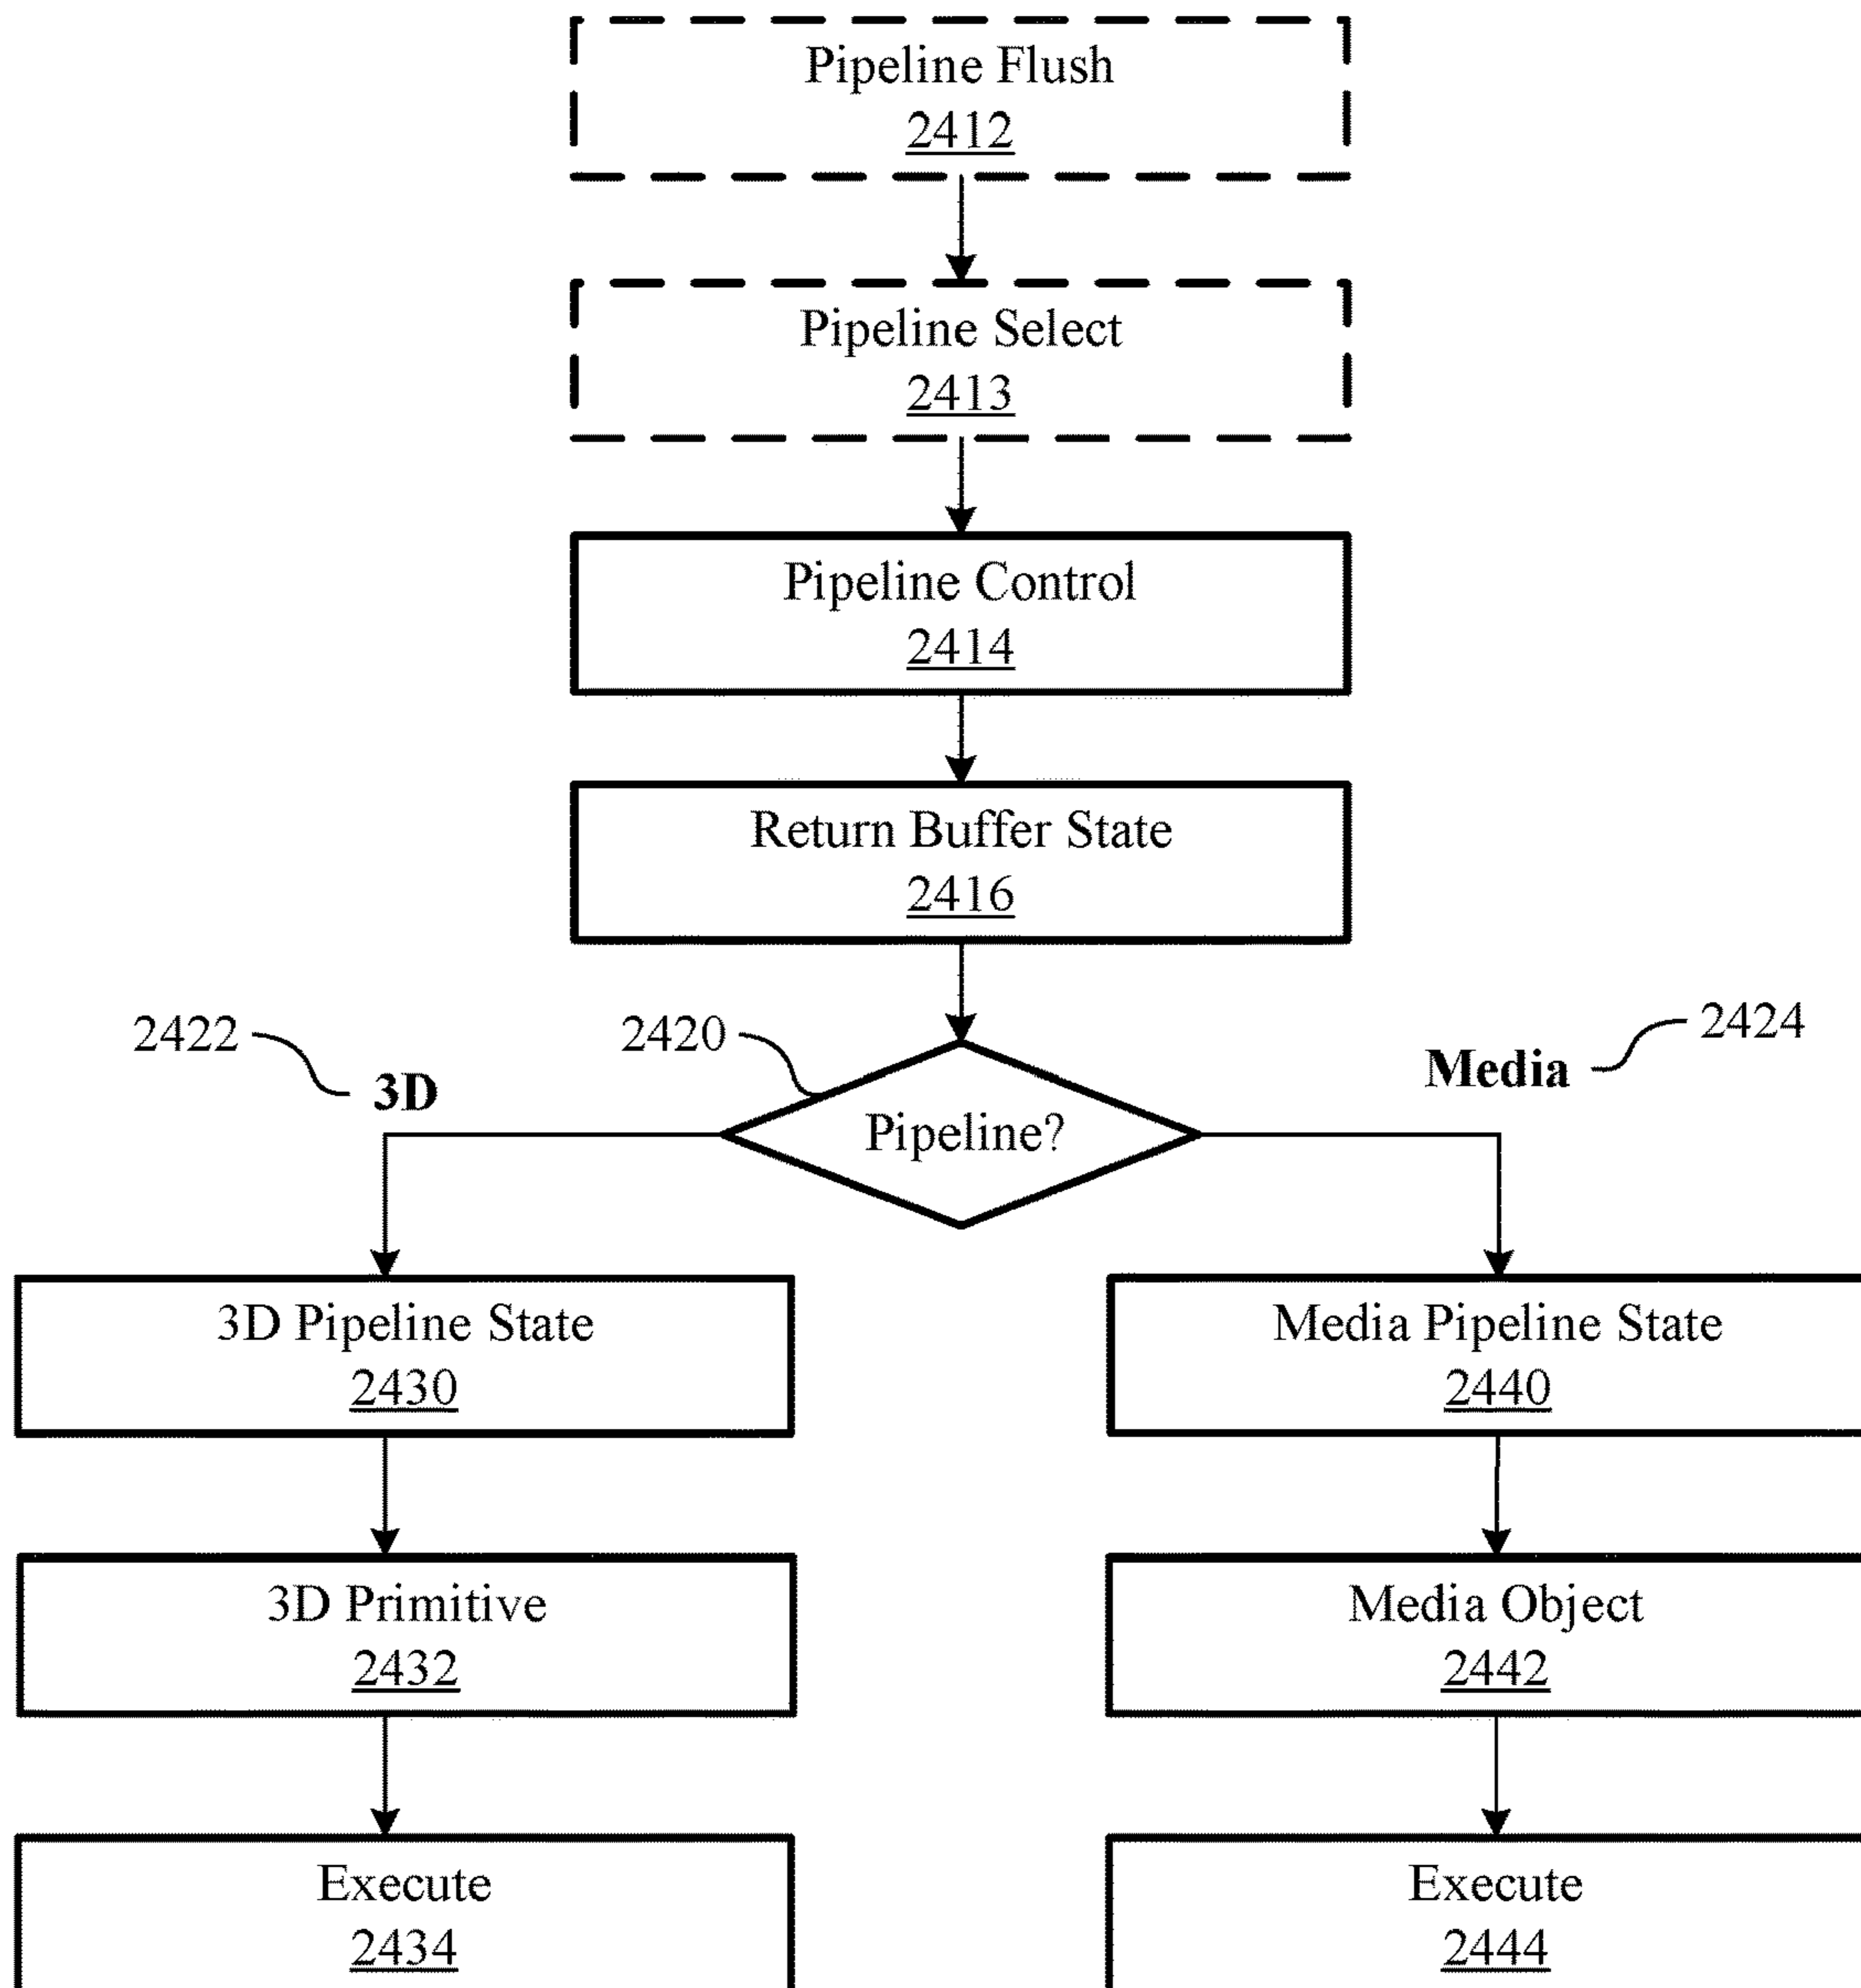 Pipeline Flush
2412
Pipeline Select
2413
Pipeline Control
2414
Return Buffer State
2416
2422
3D
2420
Pipeline?
Media
2424
3D Pipeline State
2430
3D Primitive
2432
Execute
2434
Media Pipeline State
2440
Media Object
2442
Execute
2444